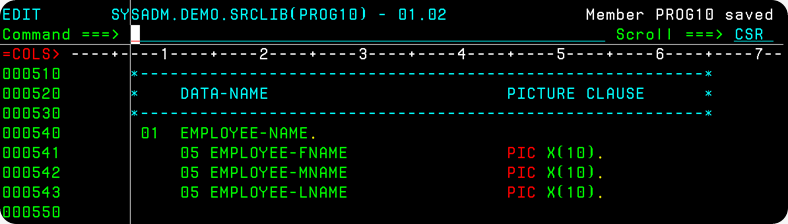 EDIT       SYSADM.DEMO.SRCLIB(PROG10) - 01.02              Member PROG10 saved
Command ===>                                                  Scroll ===> CSR
=COLS> ----+----1----+----2----+----3----+----4----+----5----+----6----+----7--
000510       *---------------------------------------------------------*
000520            DATA-NAME                        PICTURE CLAUSE      *
000530       *---------------------------------------------------------*
000540        01  EMPLOYEE-NAME.
000541            05 EMPLOYEE-FNAME                PIC X(10).
000542            05 EMPLOYEE-MNAME                PIC X(10).
000543            05 EMPLOYEE-LNAME                PIC X(10).
000550